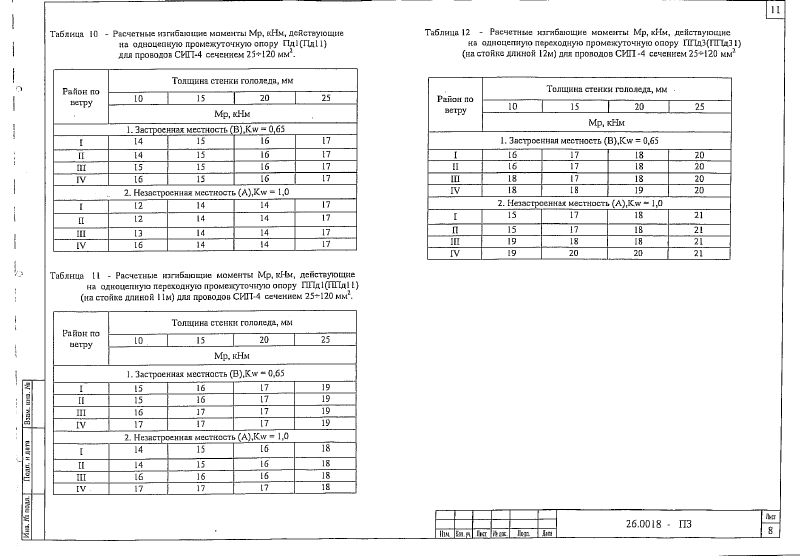 11
Таблица 10 - Расчетные изгибающие моменты Мр, кНм, действующие
на одноцепную промежуточную опору Пд1(Пд11)
для проводов СИП-4 сечением 25÷120 мм².
Район по ветру | Толщина стенки гололеда, мм
10 | 15 | 20 | 25
Мр, кНм
1. Застроенная местность (В),Kw = 0,65
I | 14 | 15 | 16 | 17
II | 14 | 15 | 16 | 17
III | 15 | 15 | 16 | 17
IV | 16 | 15 | 16 | 17
2. Незастроенная местность (А),Kw = 1,0
I | 12 | 14 | 14 | 17
II | 12 | 14 | 14 | 17
III | 13 | 14 | 14 | 17
IV | 16 | 14 | 14 | 17
Таблица 11 - Расчетные изгибающие моменты Мр, кНм, действующие
на одноцепную переходную промежуточную опору ППд1(ППд11)
(на стойке длиной 11м) для проводов СИП-4 сечением 25÷120 мм².
Район по ветру | Толщина стенки гололеда, мм
10 | 15 | 20 | 25
Мр, кНм
1. Застроенная местность (В),Kw = 0,65
I | 15 | 16 | 17 | 19
II | 15 | 16 | 17 | 19
III | 16 | 17 | 17 | 19
IV | 17 | 17 | 17 | 19
2. Незастроенная местность (А),Kw = 1,0
I | 14 | 15 | 16 | 18
II | 14 | 15 | 16 | 18
III | 16 | 16 | 16 | 18
IV | 17 | 17 | 17 | 18
Таблица 12 - Расчетные изгибающие моменты Мр, кНм, действующие
на одноцепную переходную промежуточную опору ППд3(ППд31)
(на стойке длиной 12м) для проводов СИП-4 сечением 25÷120 мм²
Район по ветру | Толщина стенки гололеда, мм
10 | 15 | 20 | 25
Мр, кНм
1. Застроенная местность (В),Kw = 0,65
I | 16 | 17 | 18 | 20
II | 16 | 17 | 18 | 20
III | 18 | 17 | 18 | 20
IV | 18 | 18 | 19 | 20
2. Незастроенная местность (А),Kw = 1,0
I | 15 | 17 | 18 | 21
II | 15 | 17 | 18 | 21
III | 19 | 18 | 18 | 21
IV | 19 | 20 | 20 | 21
Взам. инв. №
Подп. и дата
Инв. № подл.
Изм. Кол. уч Лист № док. Подп. Дата
26.0018 - ПЗ
Лист
8